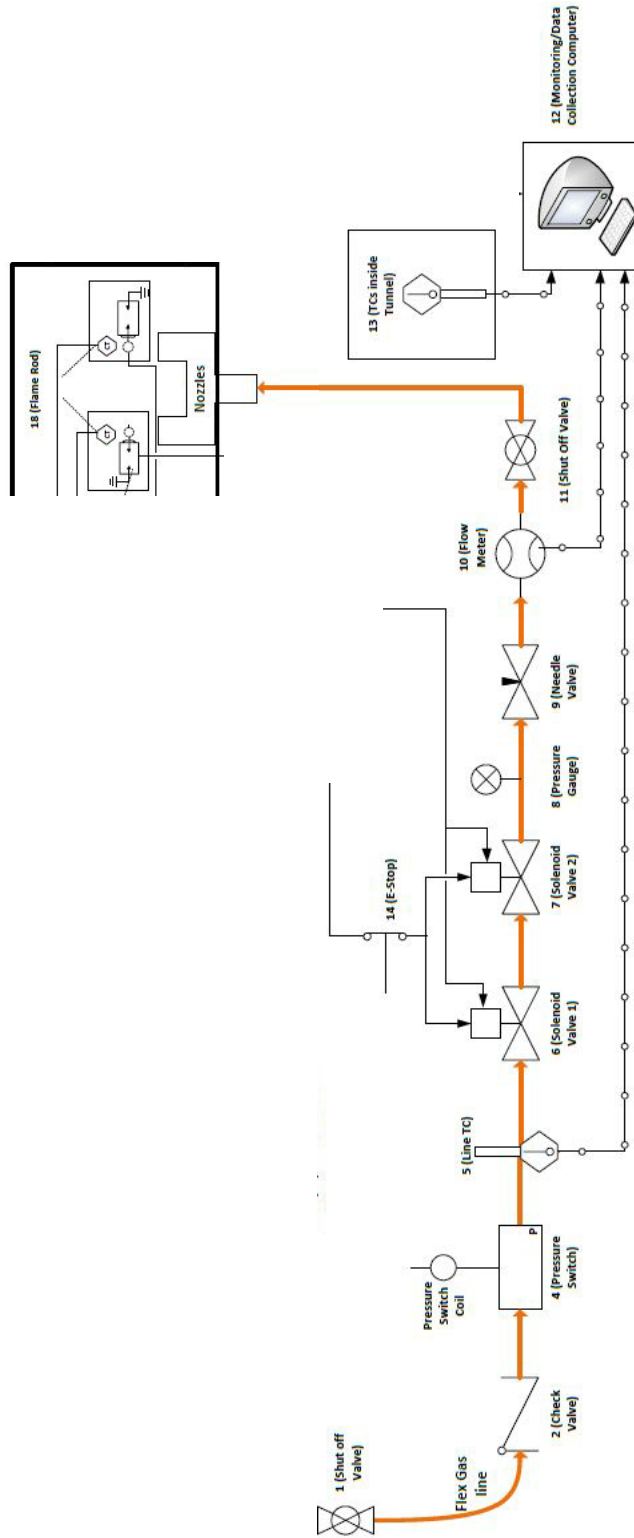 1 (Shut off
Valve)
Flex Gas
line
2 (Check
Valve)
Pressure
Switch
Coil
P
4 (Pressure
Switch)
5 (Line TC)
6 (Solenoid
Valve 1)
14 (E-Stop)
7 (Solenoid
Valve 2)
8 (Pressure
Gauge)
9 (Needle
Valve)
10 (Flow
Meter)
11 (Shut Off Valve)
18 (Flame Rod)
CT
CT
Nozzles
13 (TCs inside
Tunnel)
12 (Monitoring/Data
Collection Computer)